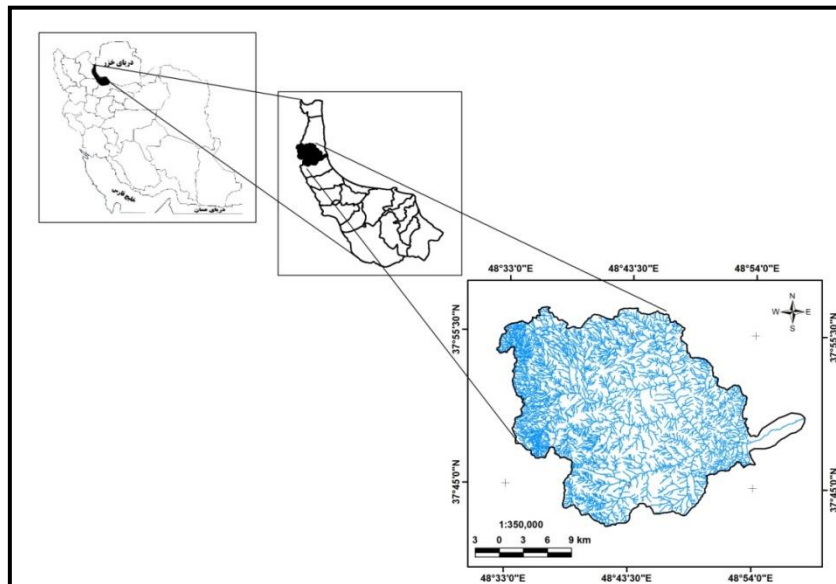 دریای خزر
خلیج فارس
دریای عمان
48°33'0"E 48°43'30"E 48°54'0"E
N
W E
S
37°55'30"N 37°55'30"N
37°45'0"N 37°45'0"N
1:350,000
3 0 3 6 9 km
48°33'0"E 48°43'30"E 48°54'0"E